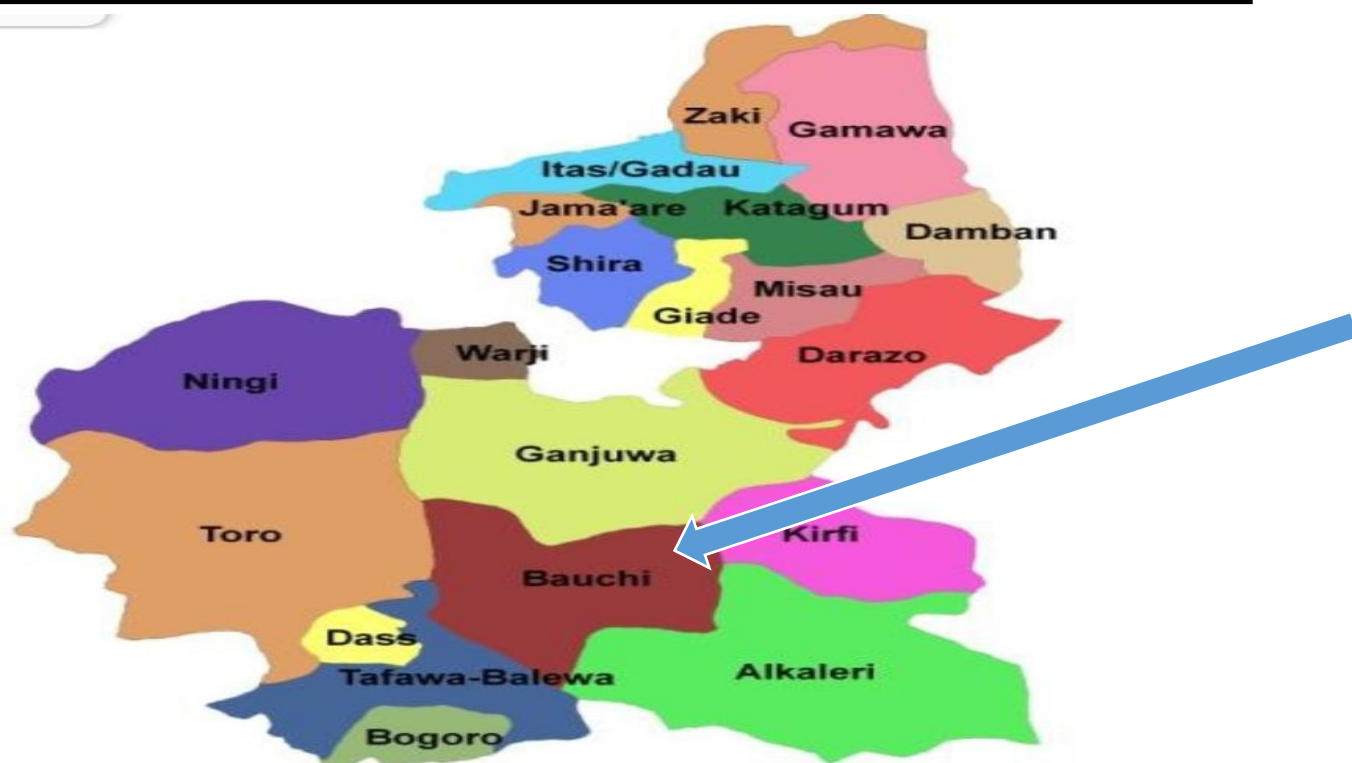 Zaki
Gamawa
Itas/Gadau
Jama'are
Katagum
Damban
Shira
Misau
Giade
Warji
Darazo
Ningi
Ganjuwa
Toro
Kirfi
Bauchi
Dass
Tafawa-Balewa
Alkaleri
Bogoro